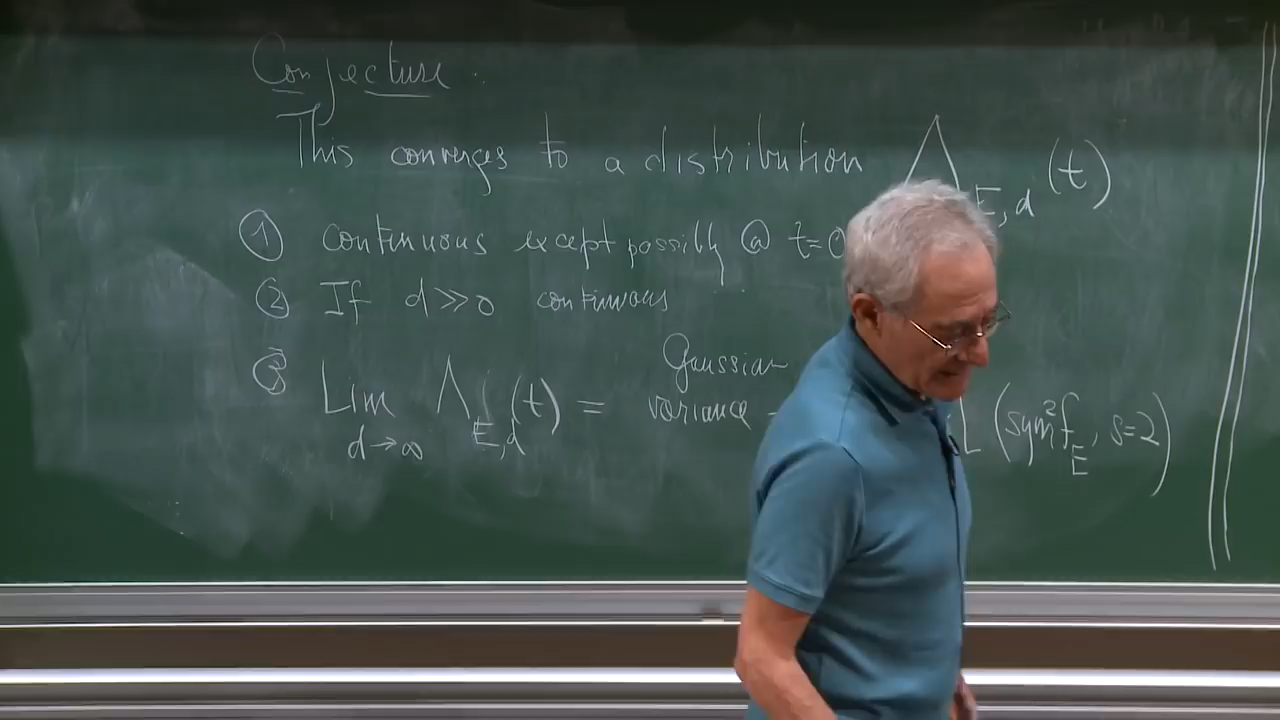 Conjecture.
This converges to a distribution Λ_{E,d}(t)
① continuous except possibly @ t=0
② If d≫0 continuous
③ Lim_{d→∞} Λ_{E,d}(t) = Gaussian variance L(sym²f_E, s=2)